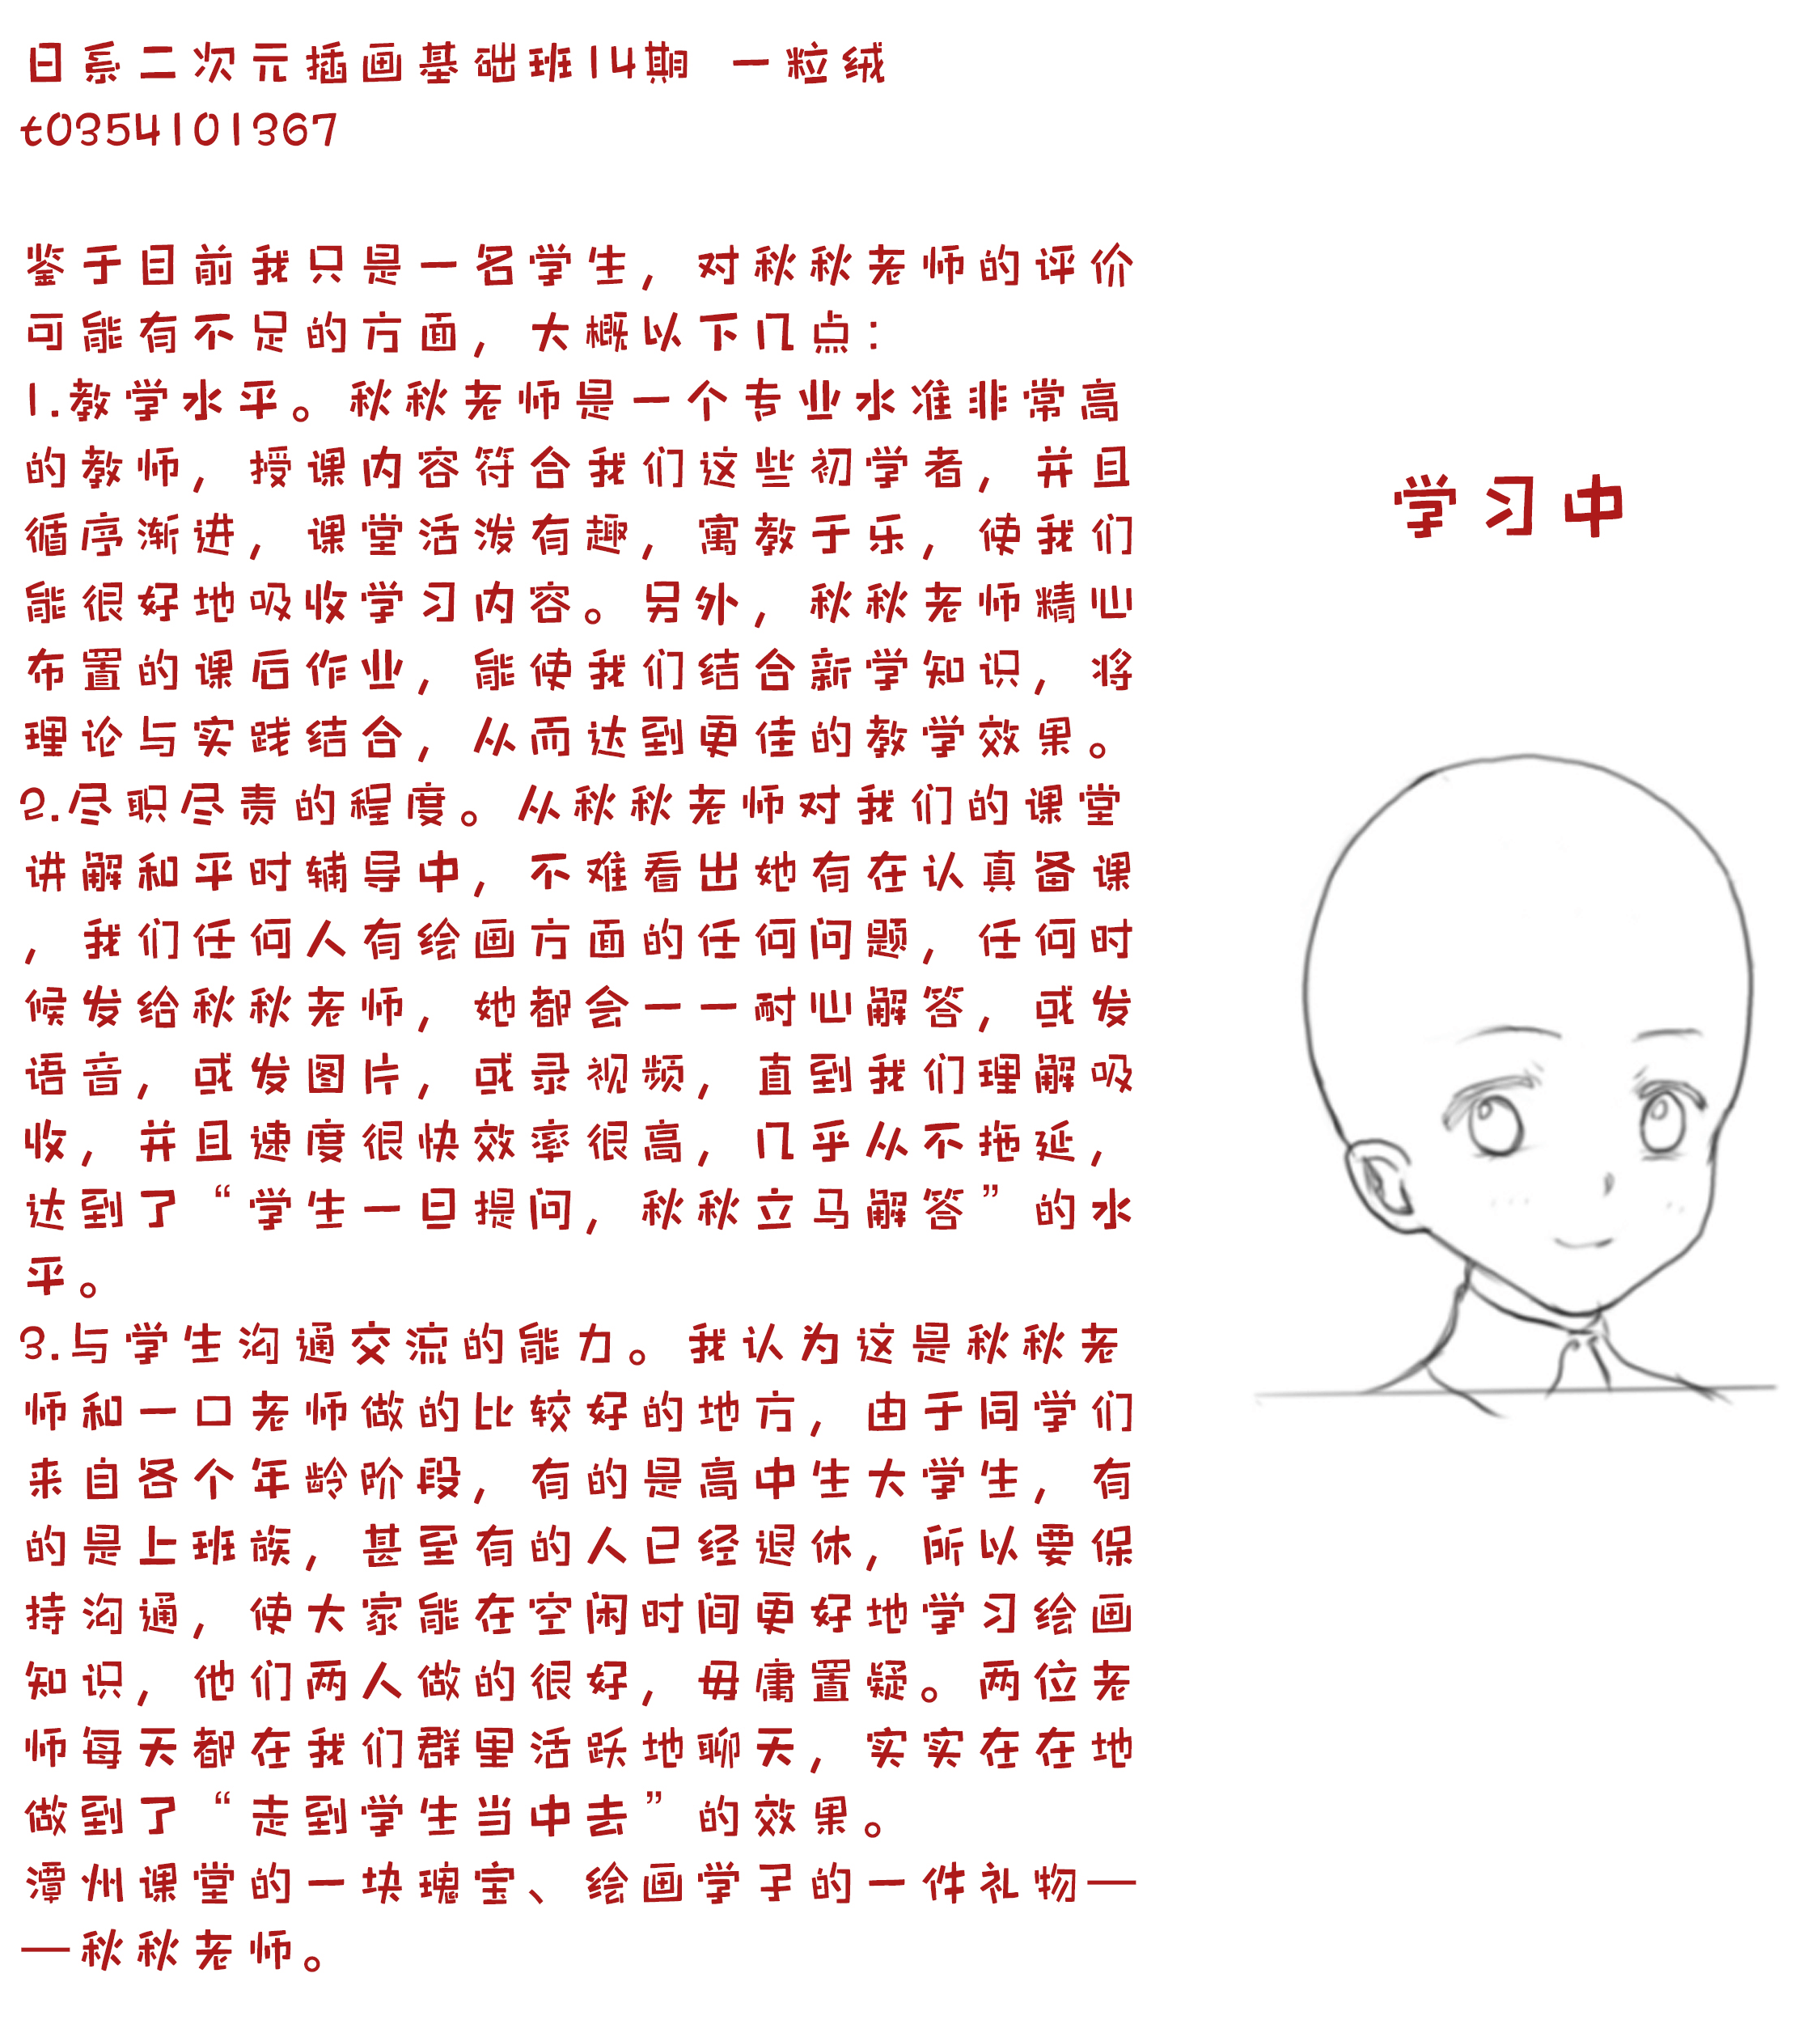 日系二次元插画基础班14期 一粒绒
t0354101367
鉴于目前我只是一名学生，对秋秋老师的评价
可能有不足的方面，大概以下几点：
1.教学水平。秋秋老师是一个专业水准非常高
的教师，授课内容符合我们这些初学者，并且
循序渐进，课堂活泼有趣，寓教于乐，使我们
能很好地吸收学习内容。另外，秋秋老师精心
布置的课后作业，能使我们结合新学知识，将
理论与实践结合，从而达到更佳的教学效果。
2.尽职尽责的程度。从秋秋老师对我们的课堂
讲解和平时辅导中，不难看出她有在认真备课
，我们任何人有绘画方面的任何问题，任何时
候发给秋秋老师，她都会一一耐心解答，或发
语音，或发图片，或录视频，直到我们理解吸
收，并且速度很快效率很高，几乎从不拖延，
达到了“学生一旦提问，秋秋立马解答”的水
平。
3.与学生沟通交流的能力。我认为这是秋秋老
师和一口老师做的比较好的地方，由于同学们
来自各个年龄阶段，有的是高中生大学生，有
的是上班族，甚至有的人已经退休，所以要保
持沟通，使大家能在空闲时间更好地学习绘画
知识，他们两人做的很好，毋庸置疑。两位老
师每天都在我们群里活跃地聊天，实实在在地
做到了“走到学生当中去”的效果。
潭州课堂的一块瑰宝、绘画学子的一件礼物—
—秋秋老师。
学习中